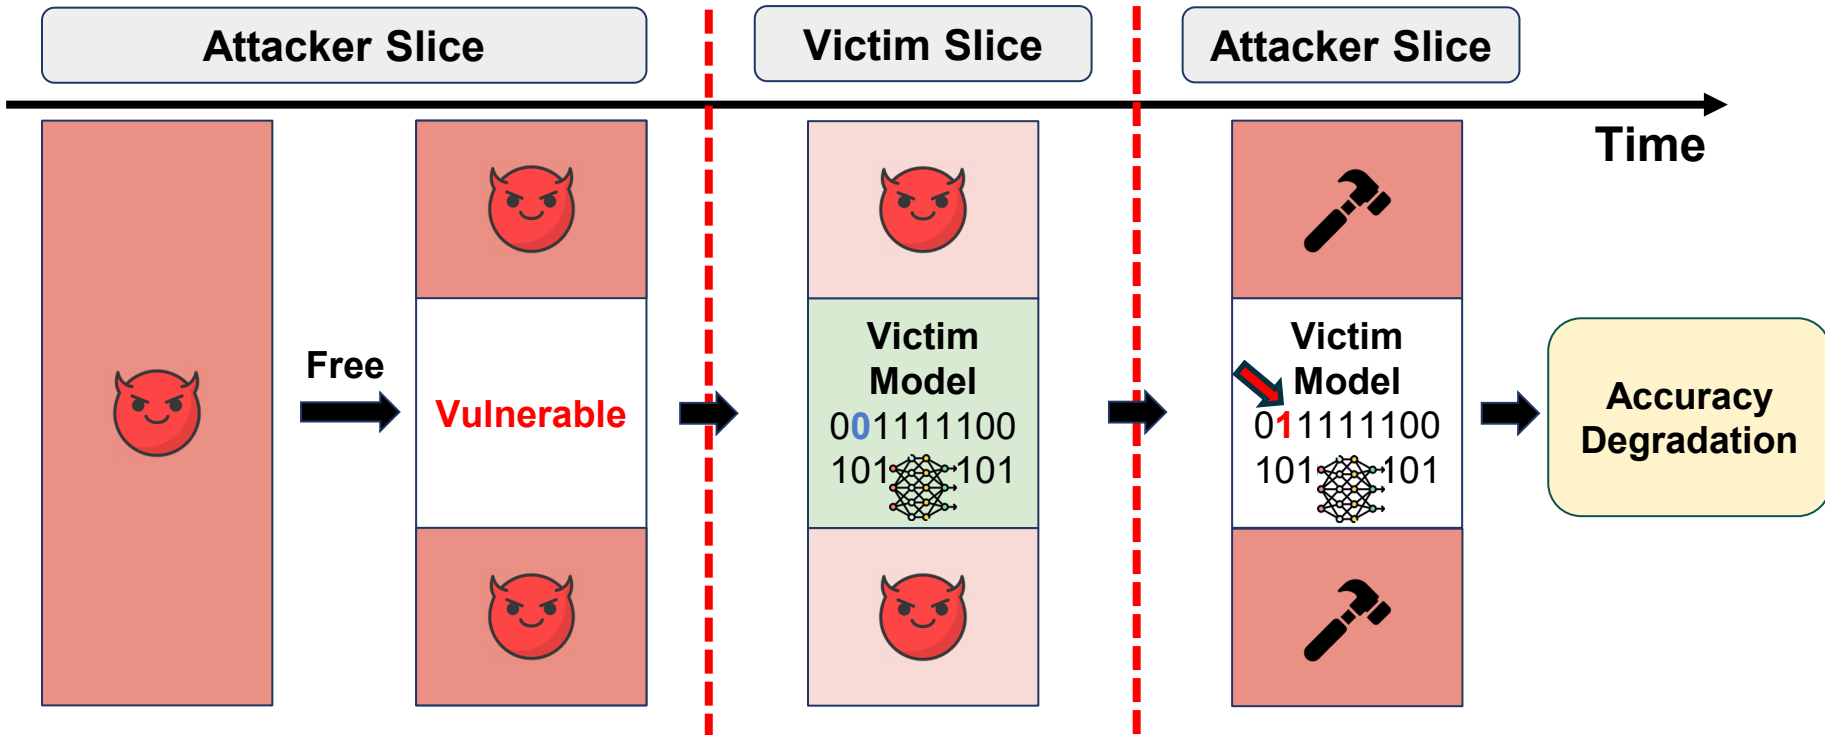 Attacker Slice
Victim Slice
Attacker Slice
Time
Free
Vulnerable
Victim
Model
001111100
101 101
Victim
Model
011111100
101 101
Accuracy
Degradation